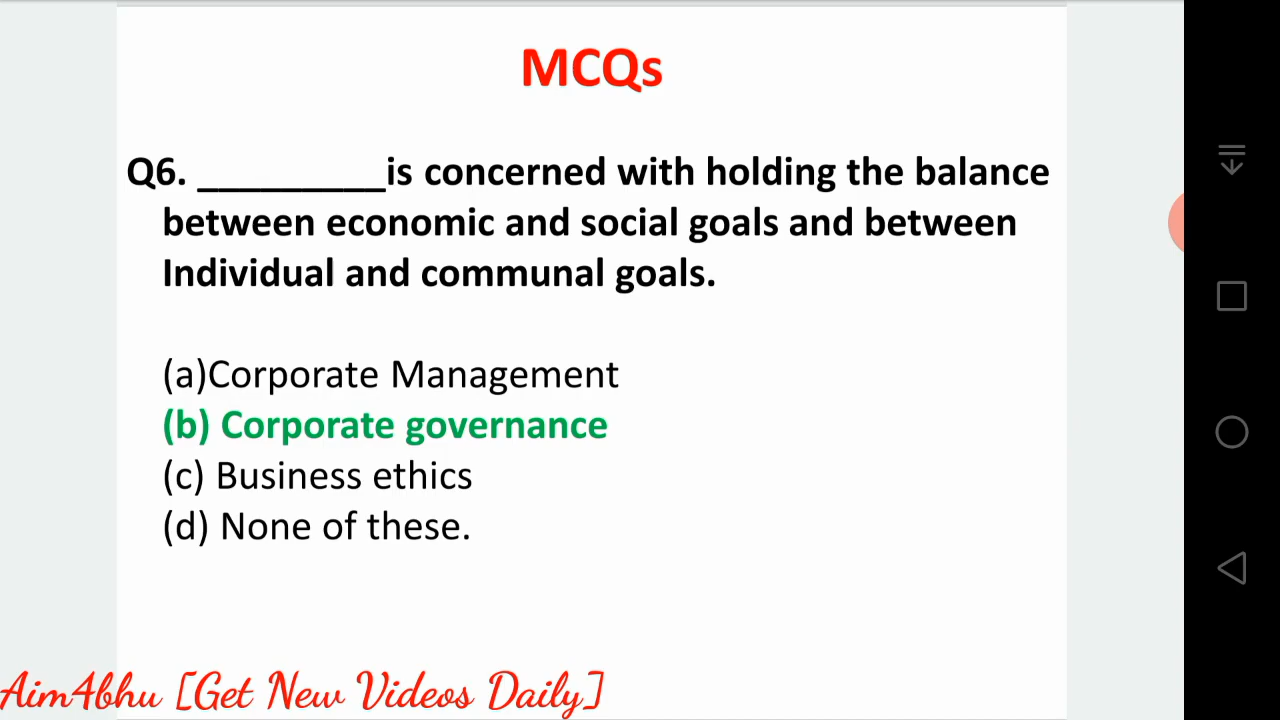 MCQs
Q6. _________is concerned with holding the balance
between economic and social goals and between
Individual and communal goals.
(a)Corporate Management
(b) Corporate governance
(c) Business ethics
(d) None of these.
Aim4bhu [Get New Videos Daily]